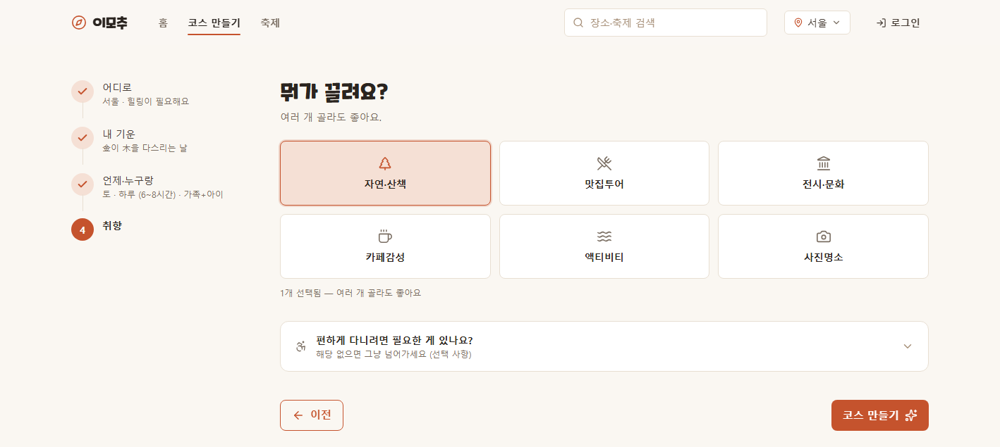 이모추
홈
코스 만들기
축제
장소·축제 검색
서울
로그인
어디로
서울 · 힐링이 필요해요
내 기운
金이 木을 다스리는 날
언제·누구랑
토 · 하루 (6~8시간) · 가족+아이
4
취향
뭐가 끌려요?
여러 개 골라도 좋아요.
자연·산책
맛집투어
전시·문화
카페감성
액티비티
사진명소
1개 선택됨 — 여러 개 골라도 좋아요
편하게 다니려면 필요한 게 있나요?
해당 없으면 그냥 넘어가세요 (선택 사항)
이전
코스 만들기